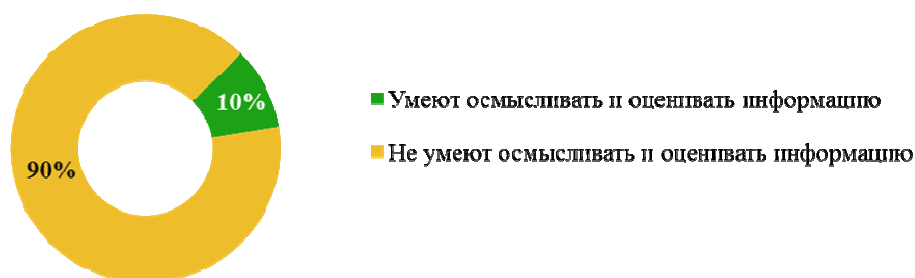 10%
Умеют осмысливать и оценивать информацию
Не умеют осмысливать и оценивать информацию
90%